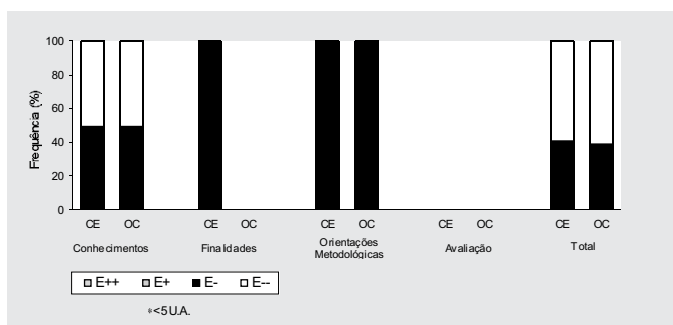 Frequência (%)
100
80
60
40
20
0
CE OC CE OC CE OC CE OC CE OC
Conhecimentos Finalidades Orientações Metodológicas Avaliação Total
E++ E+ E- E--
*<5 U.A.